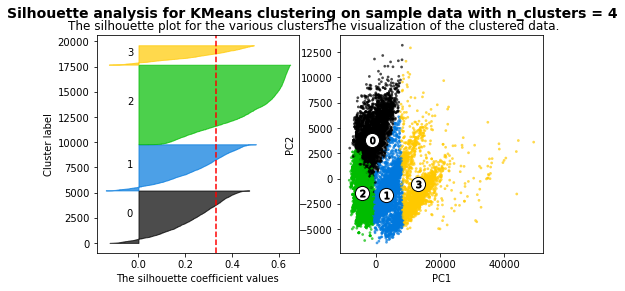 Silhouette analysis for KMeans clustering on sample data with n_clusters = 4
The silhouette plot for the various clusters.
The visualization of the clustered data.
Cluster label
20000
17500
15000
12500
10000
7500
5000
2500
0
3
2
1
0
0.0 0.2 0.4 0.6
The silhouette coefficient values
PC2
12500
10000
7500
5000
2500
0
−2500
−5000
0
2
1
3
0 20000 40000
PC1